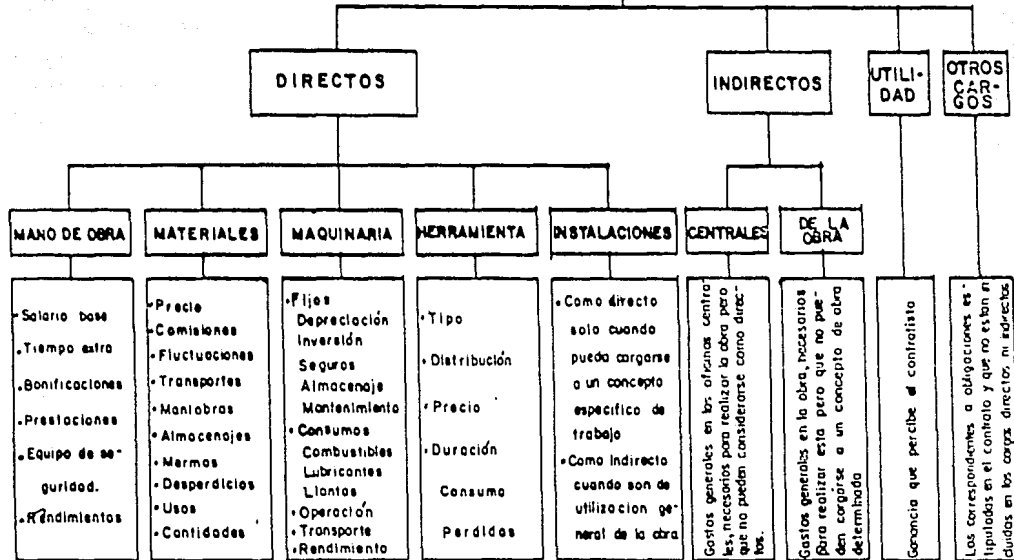 DIRECTOS
INDIRECTOS
UTILI-
DAD
OTROS
CAR-
GOS
MANO DE OBRA
MATERIALES
MAQUINARIA
HERRAMIENTA
INSTALACIONES
CENTRALES
DE LA
OBRA
•Salario base
•Tiempo extra
•Bonificaciones
•Prestaciones
•Equipo de se-
guridad.
•Rendimientos
•Precio
•Comisiones
•Fluctuaciones
•Transportes
•Maniobras
•Almacenajes
•Mermas
•Desperdicios
•Usos
•Cantidades
•Fijos
Depreciación
Inversión
Seguros
Almacenaje
Mantenimiento
•Consumos
Combustibles
Lubricantes
Llantas
•Operación
•Transporte
•Rendimiento
•Tipo
•Distribución
•Precio
•Duración
Consumo
Perdidas
•Como directo
solo cuando
pueda cargarse
a un concepto
especifico de
trabajo
•Como Indirecto
cuando son de
utilizacion ge-
neral de la obra
Gastos generales en las oficinas centra-
les, necesarios para realizar la obra pero
que no pueden considerarse como direc-
tos.
Gastos generales en la obra, necesarios
para realizar esta pero que no pue-
den cargarse a un concepto de obra
determinada
Ganancia que percibe el contratista
Los correspondientes a obligaciones es-
tipuladas en el contrato y que no estan in
cluidas en los cargos directos ni indirectos